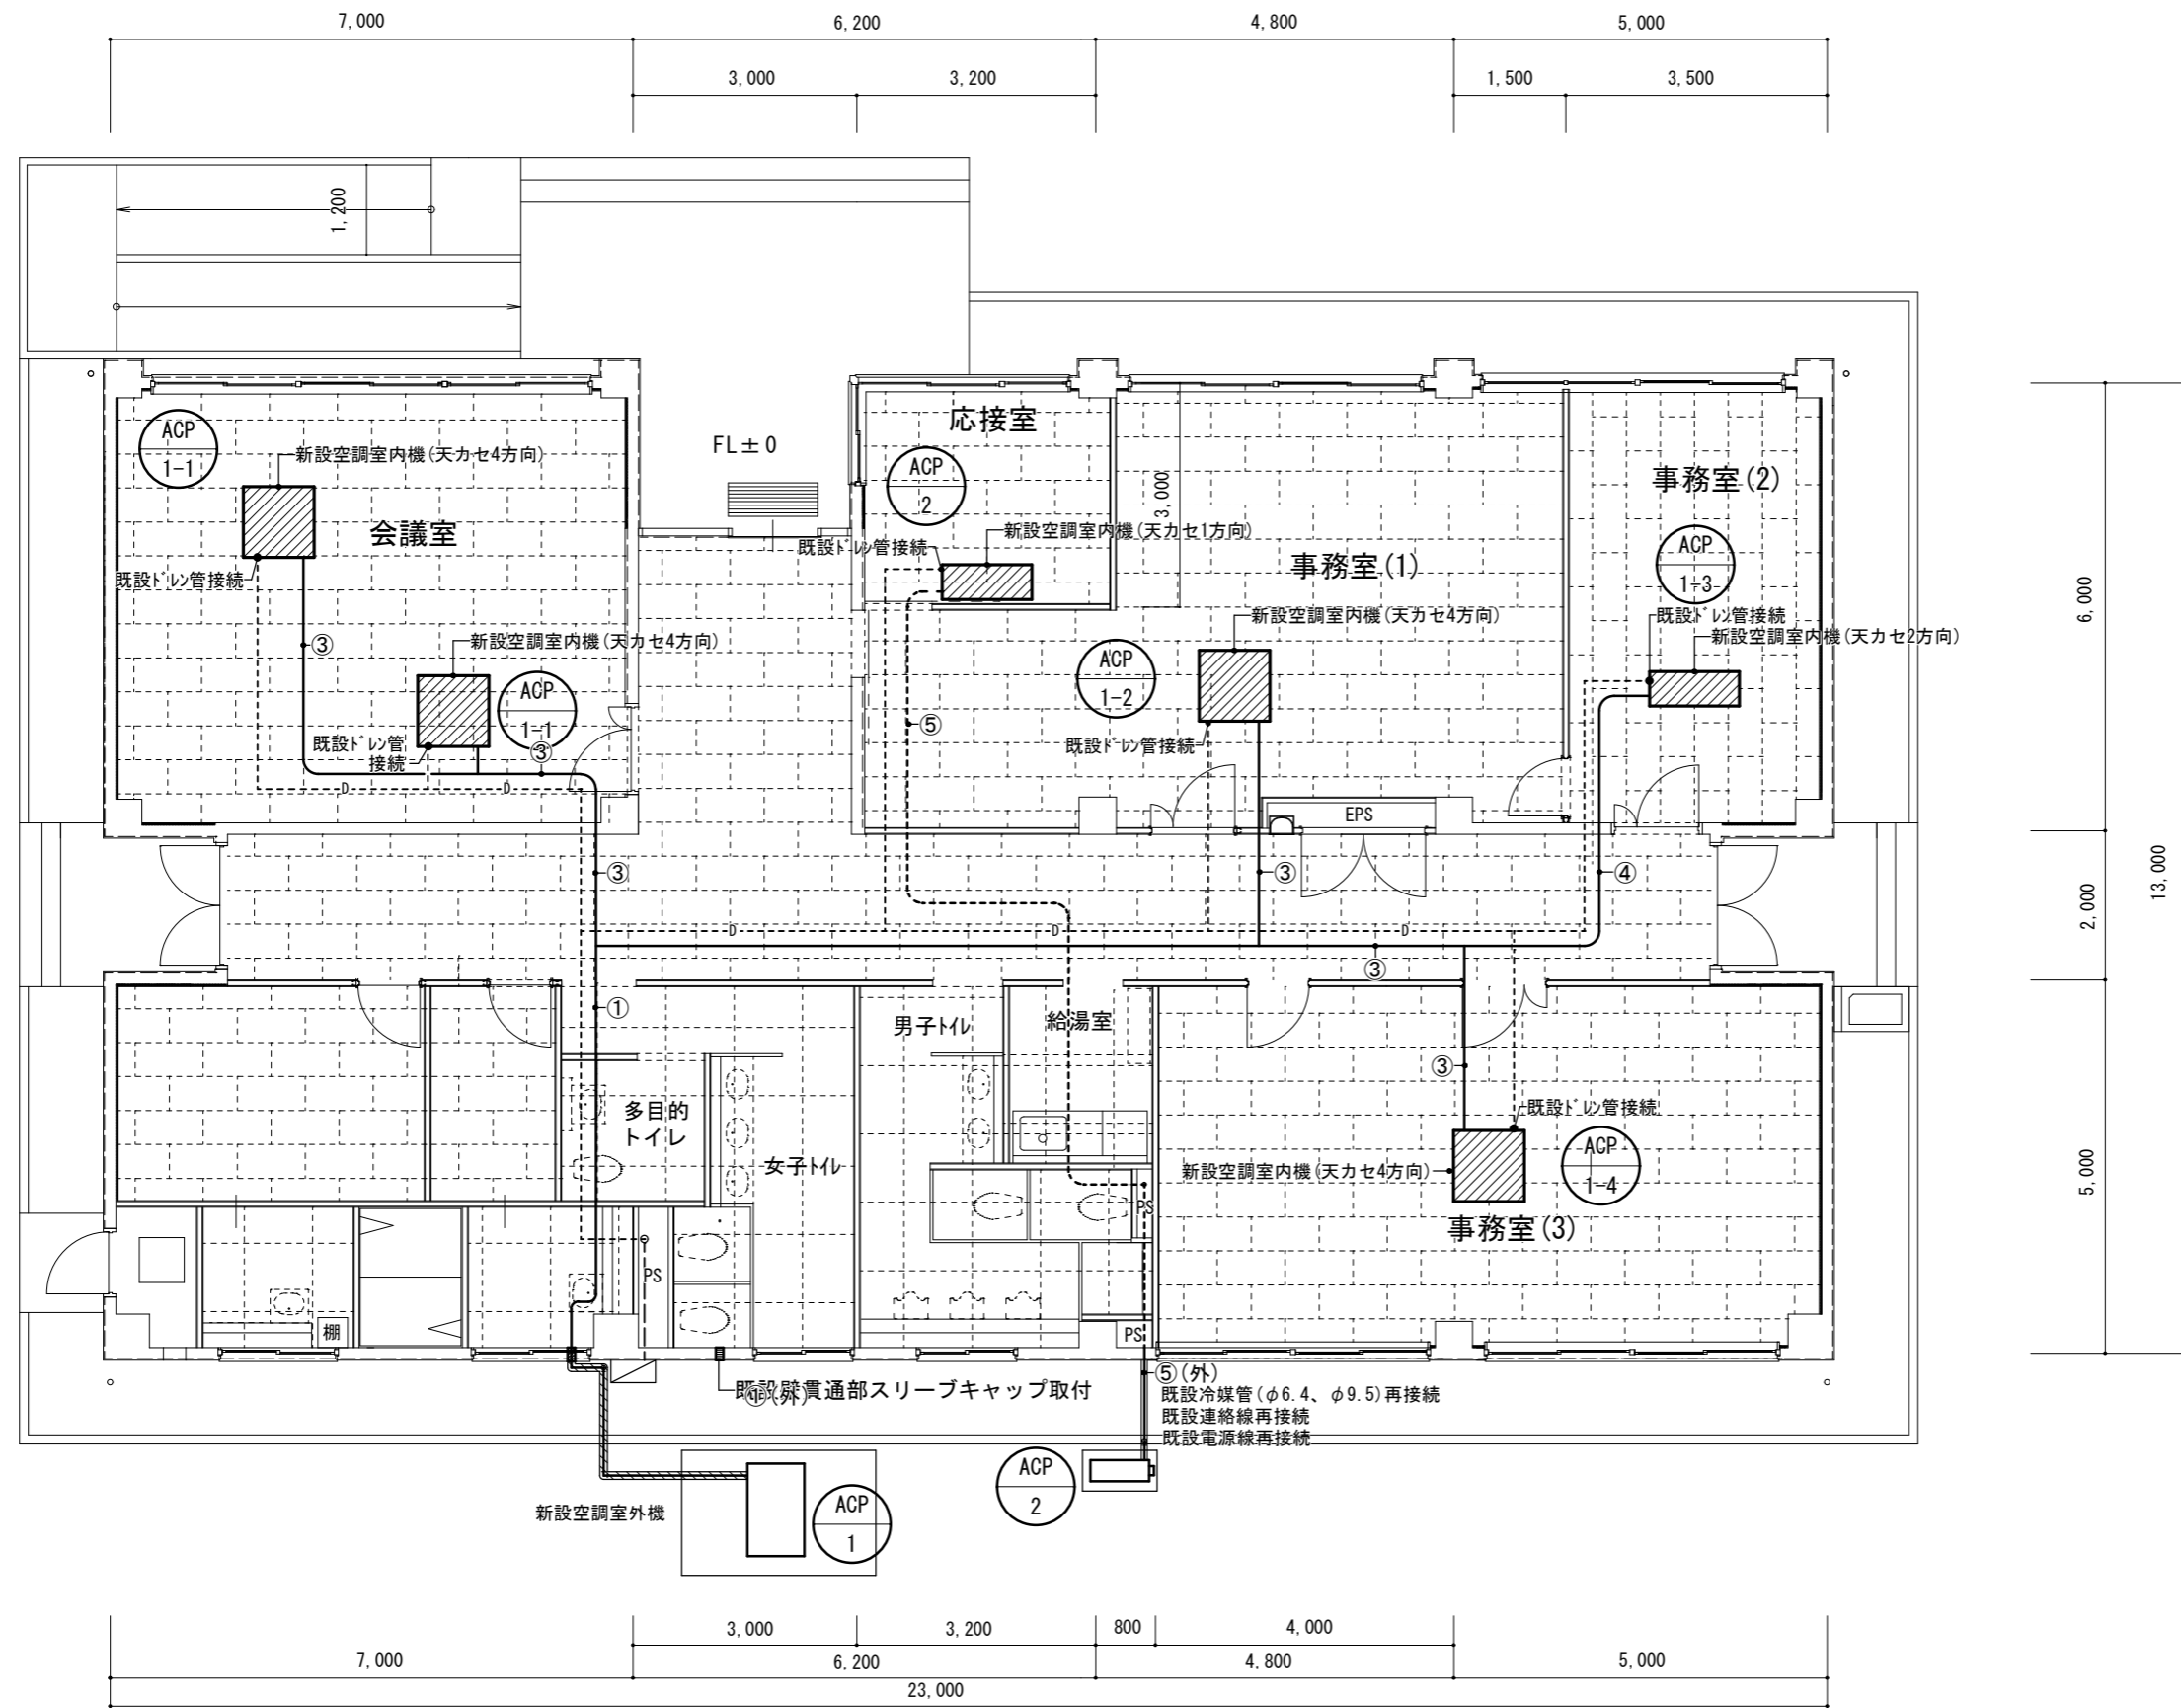 7,000
6,200
4,800
5,000
3,000
3,200
1,500
3,500
1,200
ACP
1-1
新設空調室内機(天カセ4方向)
会議室
既設ドレン管接続
③
新設空調室内機(天カセ4方向)
ACP
1-1
既設ドレン管
接続
③
D
D
FL±0
応接室
ACP
2
新設空調室内機(天カセ1方向)
既設ドレン管接続
⑤
3,000
事務室(1)
新設空調室内機(天カセ4方向)
ACP
1-2
既設ドレン管接続
EPS
事務室(2)
ACP
1-3
既設ドレン管接続
新設空調室内機(天カセ2方向)
6,000
2,000
13,000
5,000
③
③
④
D
D
D
③
①
男子トイレ
給湯室
多目的
トイレ
女子トイレ
③
既設ドレン管接続
新設空調室内機(天カセ4方向)
ACP
1-4
事務室(3)
PS
PS
棚
PS
既設壁貫通部スリーブキャップ取付
①(外)
⑤(外)
既設冷媒管(φ6.4、φ9.5)再接続
既設連絡線再接続
既設電源線再接続
新設空調室外機
ACP
1
ACP
2
3,000
3,200
800
4,000
7,000
6,200
4,800
5,000
23,000